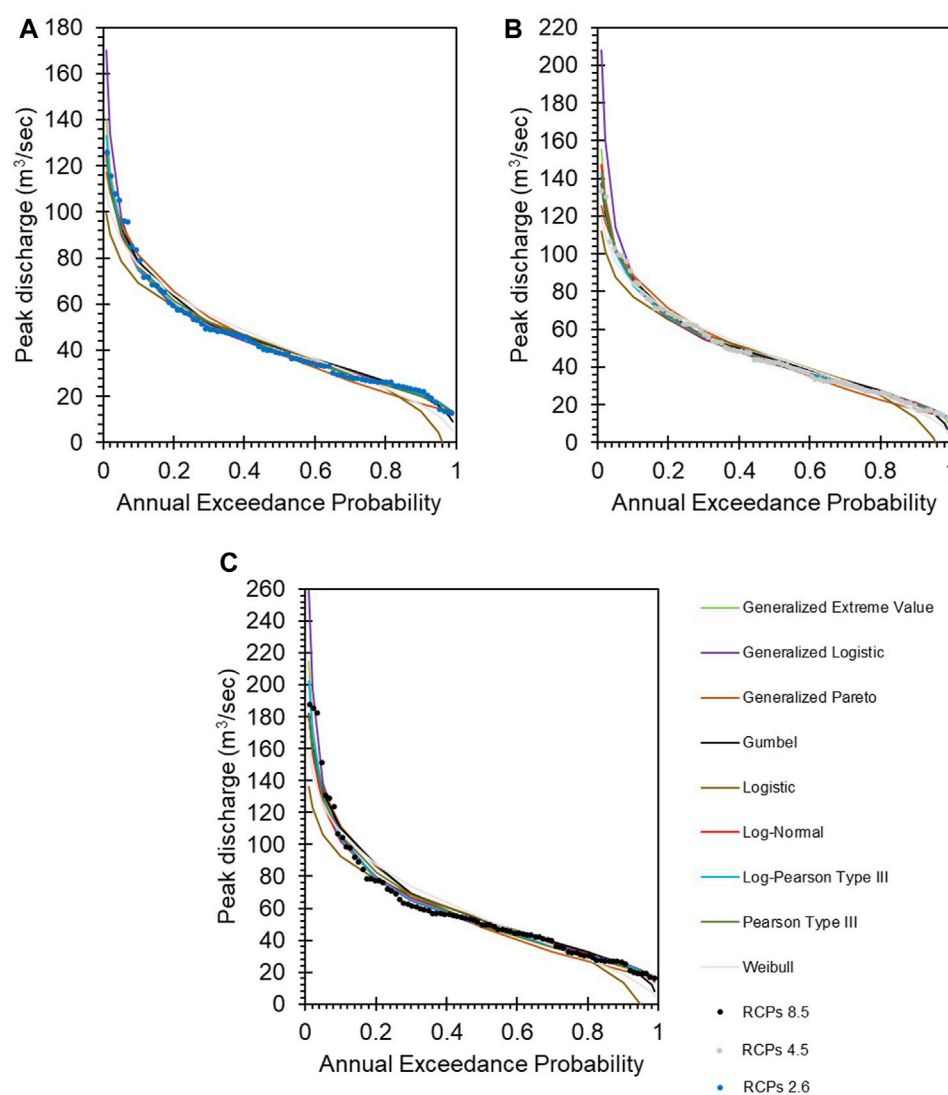 A
Peak discharge (m³/sec)
180
160
140
120
100
80
60
40
20
0
0 0.2 0.4 0.6 0.8 1
Annual Exceedance Probability
B
Peak discharge (m³/sec)
220
200
180
160
140
120
100
80
60
40
20
0
0 0.2 0.4 0.6 0.8 1
Annual Exceedance Probability
C
Peak discharge (m³/sec)
260
240
220
200
180
160
140
120
100
80
60
40
20
0
0 0.2 0.4 0.6 0.8 1
Annual Exceedance Probability
Generalized Extreme Value
Generalized Logistic
Generalized Pareto
Gumbel
Logistic
Log-Normal
Log-Pearson Type III
Pearson Type III
Weibull
RCPs 8.5
RCPs 4.5
RCPs 2.6